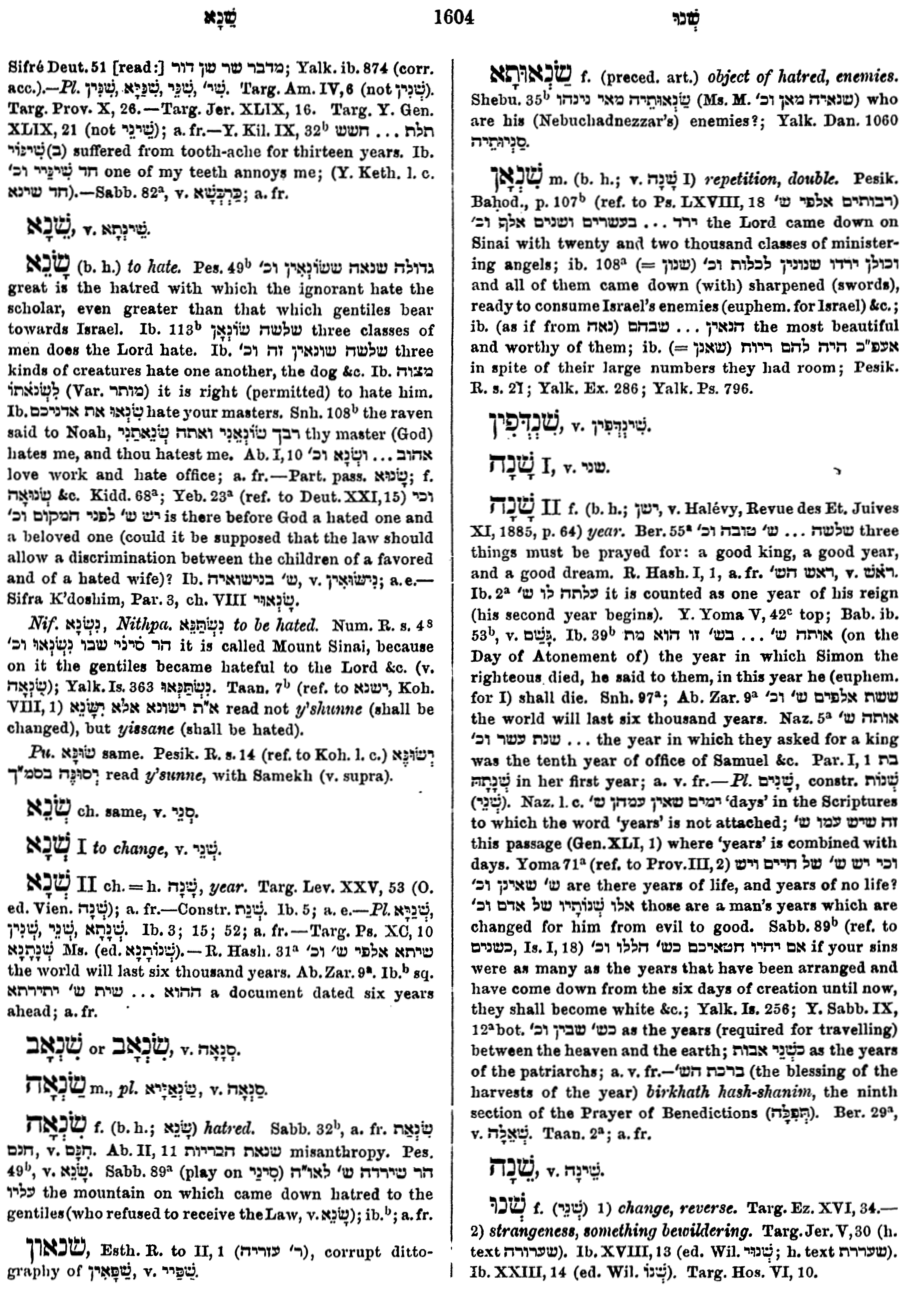 שֵׁנָא 1604 שְׁנוּ
Sifré Deut. 51 [read:] מדבר שר שן דור; Yalk. ib. 874 (corr.
acc.).—Pl. שִׁנִּין, שִׁנַּיָּא, שִׁנֵּי, שִׁי׳. Targ. Am. IV, 6 (not שִׁנִין).
Targ. Prov. X, 26.—Targ. Jer. XLIX, 16. Targ. Y. Gen.
XLIX, 21 (not שִׁינֵי); a. fr.—Y. Kil. IX, 32b תלת ... חשש
שִׁינּוֹי(ב) suffered from tooth-ache for thirteen years. Ib.
חד שִׁינַּיי וכ׳ one of my teeth annoys me; (Y. Keth. l. c.
חד שינא).—Sabb. 82a, v. כַּרְכְּשָׁא; a. fr.
שֵׁנָא, v. שֵׁינְתָא.
שָׂנֵא (b. h.) to hate. Pes. 49b גדולה שנאה ששׂוֹנְאִין וכ׳
great is the hatred with which the ignorant hate the
scholar, even greater than that which gentiles bear
towards Israel. Ib. 113b שלשה שׂוֹנְאָן three classes of
men does the Lord hate. Ib. שלשה שונאין זה וכ׳ three
kinds of creatures hate one another, the dog &c. Ib. מצוה
לְשׂנְאֹתוֹ (Var. מותר) it is right (permitted) to hate him.
Ib. שִׂנְאוּ את אדניכם hate your masters. Snh. 108b the raven
said to Noah, רבך שׂוֹנְאֵנִי ואתה שְׂנֵאתַנִי thy master (God)
hates me, and thou hatest me. Ab. I, 10 אהוב ... וּשְׂנָא וכ׳
love work and hate office; a. fr.—Part. pass. שָׂנוּא; f.
שְׂנוּאָה &c. Kidd. 68a; Yeb. 23a (ref. to Deut. XXI, 15) וכי
יש ש׳ לפני המקום וכ׳ is there before God a hated one and
a beloved one (could it be supposed that the law should
allow a discrimination between the children of a favored
and of a hated wife)? Ib. ש׳ בנישואיה, v. נִישּׂוּאִין; a. e.—
Sifra K'doshim, Par. 3, ch. VIII שְׂנָאוּי.
Nif. נִשְׂנָא, Nithpa. נִשְׂתַּנֵּא to be hated. Num. R. s. 4 8
הר סִינַי שבו נִשְׂנְאוּ וכ׳ it is called Mount Sinai, because
on it the gentiles became hateful to the Lord &c. (v.
שִׂנְאָה); Yalk. Is. 363 נִשְׂתַּנְּאוּ. Taan. 7b (ref. to ישנא, Koh.
VIII, 1) א״ת ישונא אלא יִשָּׂנֵא read not y'shunne (shall be
changed), but yissane (shall be hated).
Pu. שׂוּנָּא same. Pesik. R. s. 14 (ref. to Koh. l. c.) יְשׂוּנֶּא
יְסוּנֶּה בסמ״ך read y'sunne, with Samekh (v. supra).
שְׂנֵא ch. same, v. סְנֵי.
שְׁנָא I to change, v. שְׁנֵי.
שְׁנָא II ch. = h. שָׁנָה, year. Targ. Lev. XXV, 53 (O.
ed. Vien. שָׁנָה); a. fr.—Constr. שְׁנַת. Ib. 5; a. e.—Pl. שְׁנַיָּא,
שְׁנִין, שְׁנֵי, שְׁנָתָא. Ib. 3; 15; 52; a. fr.—Targ. Ps. XC, 10
שְׁנָתָנָא Ms. (ed. שְׁנוֹתָנָא).—R. Hash. 31a שיתא אלפי ש׳ וכ׳
the world will last six thousand years. Ab. Zar. 9a. Ib.b sq.
ההוא ... שית ש׳ יתירתא a document dated six years
ahead; a. fr.
שִׁנְאָב or שִׂנְאָב, v. סְנָאָה.
שַׂנְאָה m., pl. שַׂנְאַיָּרא, v. סַנְאָה.
שִׂנְאָה f. (b. h.; שָׂנֵא) hatred. Sabb. 32b, a. fr. שִׂנְאַת
חנם, v. חִנָּם. Ab. II, 11 שנאת הבריות misanthropy. Pes.
49b, v. שָׂנֵא. Sabb. 89a (play on סִינַי) הר שירדה ש׳ לאו״ה
עליו the mountain on which came down hatred to the
gentiles (who refused to receive the Law, v. שָׂנֵא); ib.b; a. fr.
שנאון, Esth. R. to II, 1 (ר׳ עזריה), corrupt ditto-
graphy of שַׁפָּאִין, v. שַׁפַּיי.
שַׂנְאוּתָא f. (preced. art.) object of hatred, enemies.
Shebu. 35b שַׂנְאוּתֵיהּ מאי נינהו (Ms. M. שנאיה מאן וכ׳) who
are his (Nebuchadnezzar's) enemies?; Yalk. Dan. 1060
סַנְיוּתֵיהּ.
שִׁנְאָן m. (b. h.; v. שָׁנָה I) repetition, double. Pesik.
Baḥod., p. 107b (ref. to Ps. LXVIII, 18 רבותים אלפי ש׳)
ירד ... בעשרים ושנים אלף וכ׳ the Lord came down on
Sinai with twenty and two thousand classes of minister-
ing angels; ib. 108a וכולן ירדו שנונין לכלות וכ׳ (= שנון)
and all of them came down (with) sharpened (swords),
ready to consume Israel's enemies (euphem. for Israel) &c.;
ib. (as if from נאה) הנאין ... שבהם the most beautiful
and worthy of them; ib. (= שאנן) אעפ״כ היה להם ריוח
in spite of their large numbers they had room; Pesik.
R. s. 21; Yalk. Ex. 286; Yalk. Ps. 796.
שִׁנְדְּפִין, v. שִׁינְדְּפִין.
שָׁנָה I, v. שני.
שָׁנָה II f. (b. h.; ישן, v. Halévy, Revue des Et. Juives
XI, 1885, p. 64) year. Ber. 55a שלשה ... ש׳ טובה וכ׳ three
things must be prayed for: a good king, a good year,
and a good dream. R. Hash. I, 1, a. fr. ראש הש׳, v. רֹאשׁ.
Ib. 2a עלתה לו ש׳ it is counted as one year of his reign
(his second year begins). Y. Yoma V, 42c top; Bab. ib.
53b, v. גֶּשֶׁם. Ib. 39b אותה ש׳ ... בש׳ זו הוא מת (on the
Day of Atonement of) the year in which Simon the
righteous died, he said to them, in this year he (euphem.
for I) shall die. Snh. 97a; Ab. Zar. 9a ששת אלפים ש׳ וכ׳
the world will last six thousand years. Naz. 5a אותה ש׳
שנת עשר וכ׳ ... the year in which they asked for a king
was the tenth year of office of Samuel &c. Par. I, 1 בת
שְׁנָתָהּ in her first year; a. v. fr.—Pl. שָׁנִים, constr. שְׁנוֹת
(שְׁנֵי). Naz. l. c. ימים שאין עמהן ש׳ 'days' in the Scriptures
to which the word 'years' is not attached; זה שיש עמו ש׳
this passage (Gen. XLI, 1) where 'years' is combined with
days. Yoma 71a (ref. to Prov. III, 2) וכי יש ש׳ של חיים ויש
ש׳ שאינן וכ׳ are there years of life, and years of no life?
אלו שְׁנוֹתָיו של אדם וכ׳ those are a man's years which are
changed for him from evil to good. Sabb. 89b (ref. to
כשנים, Is. I, 18) אם יהיו חטאיכם כש׳ הללו וכ׳ if your sins
were as many as the years that have been arranged and
have come down from the six days of creation until now,
they shall become white &c.; Yalk. Is. 256; Y. Sabb. IX,
12a bot. כש׳ שבין וכ׳ as the years (required for travelling)
between the heaven and the earth; כִּשְׁנֵי אבות as the years
of the patriarchs; a. v. fr.—ברכת הש׳ (the blessing of the
harvests of the year) birkhath hash-shanim, the ninth
section of the Prayer of Benedictions (תְּפִלָּה). Ber. 29a,
v. שְׁאֵלָה. Taan. 2a; a. fr.
שֵׁנָה, v. שֵׁינָה.
שְׁנוּ f. (שְׁנֵי) 1) change, reverse. Targ. Ez. XVI, 34.—
2) strangeness, something bewildering. Targ. Jer. V, 30 (h.
text שערורה). Ib. XVIII, 13 (ed. Wil. שְׁנוּי; h. text שעררת).
Ib. XXIII, 14 (ed. Wil. שְׁנוֹ). Targ. Hos. VI, 10.